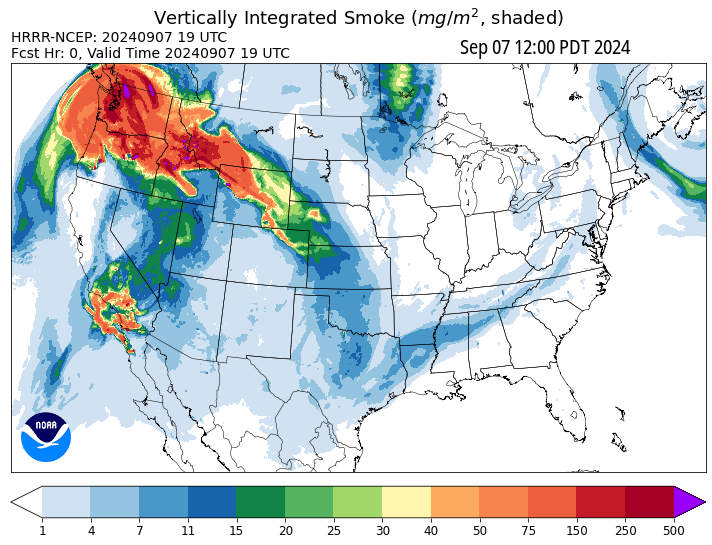 Vertically Integrated Smoke (mg/m², shaded)
HRRR-NCEP: 20240907 19 UTC
Fcst Hr: 0, Valid Time 20240907 19 UTC
Sep 07 12:00 PDT 2024
NOAA
1 4 7 11 15 20 25 30 40 50 75 150 250 500